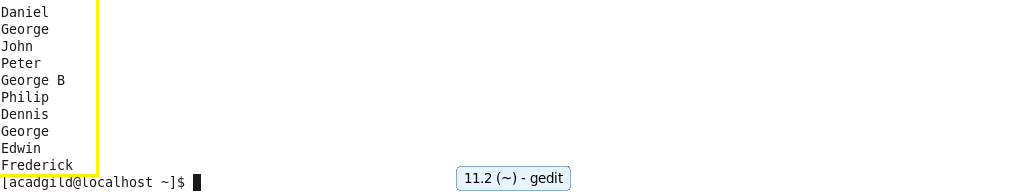 Daniel
George
John
Peter
George B
Philip
Dennis
George
Edwin
Frederick
[acadgild@localhost ~]$
11.2 (~) - gedit